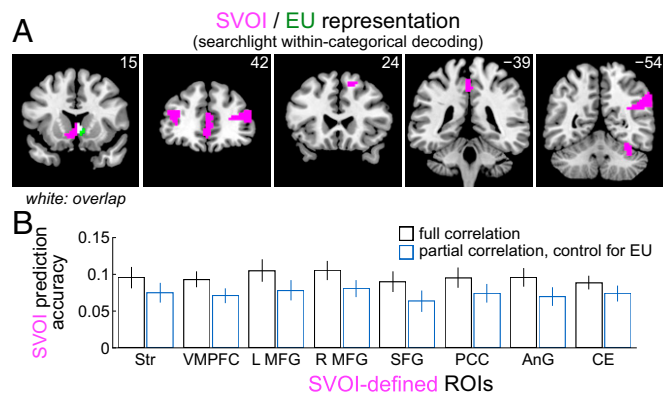 SVOI / EU representation
A
(searchlight within-categorical decoding)
15
42
24
−39
−54
white: overlap
B
full correlation
partial correlation, control for EU
SVOI prediction
accuracy
0.15
0.1
0.05
0
Str VMPFC L MFG R MFG SFG PCC AnG CE
SVOI-defined ROIs